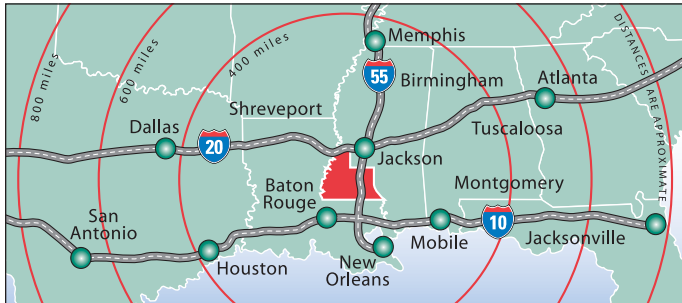 Memphis
800 miles
600 miles
400 miles
DISTANCES ARE APPROXIMATE
55
Birmingham
Atlanta
Shreveport
Dallas
20
Tuscaloosa
Jackson
Baton
Rouge
Montgomery
San
Antonio
10
Mobile
Jacksonville
Houston
New
Orleans